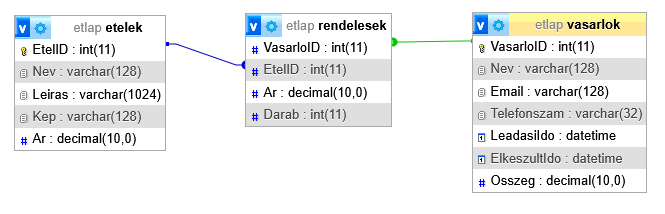 etlap etelek
EtelID : int(11)
Nev : varchar(128)
Leiras : varchar(1024)
Kep : varchar(128)
Ar : decimal(10,0)
etlap rendelesek
VasarloID : int(11)
EtelID : int(11)
Ar : decimal(10,0)
Darab : int(11)
etlap vasarlok
VasarloID : int(11)
Nev : varchar(128)
Email : varchar(128)
Telefonszam : varchar(32)
LeadasiIdo : datetime
ElkeszultIdo : datetime
Osszeg : decimal(10,0)